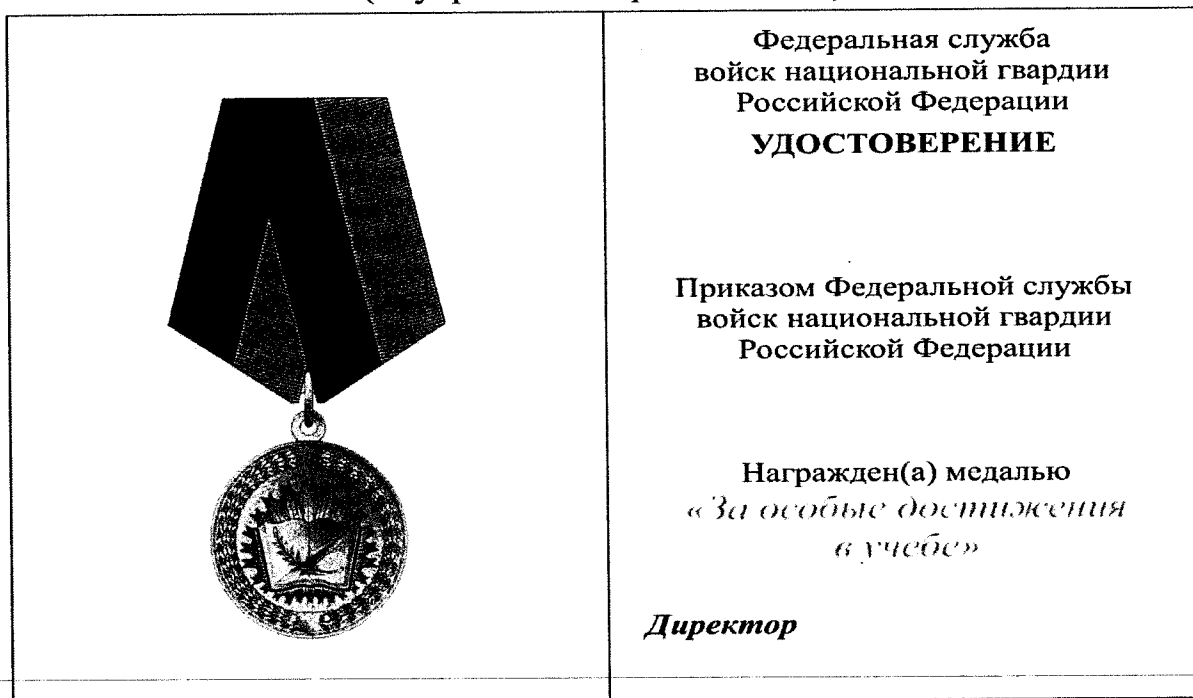 Федеральная служба
войск национальной гвардии
Российской Федерации
УДОСТОВЕРЕНИЕ
Приказом Федеральной службы
войск национальной гвардии
Российской Федерации
Награжден(а) медалью
«За особые достижения
в учебе»
Директор